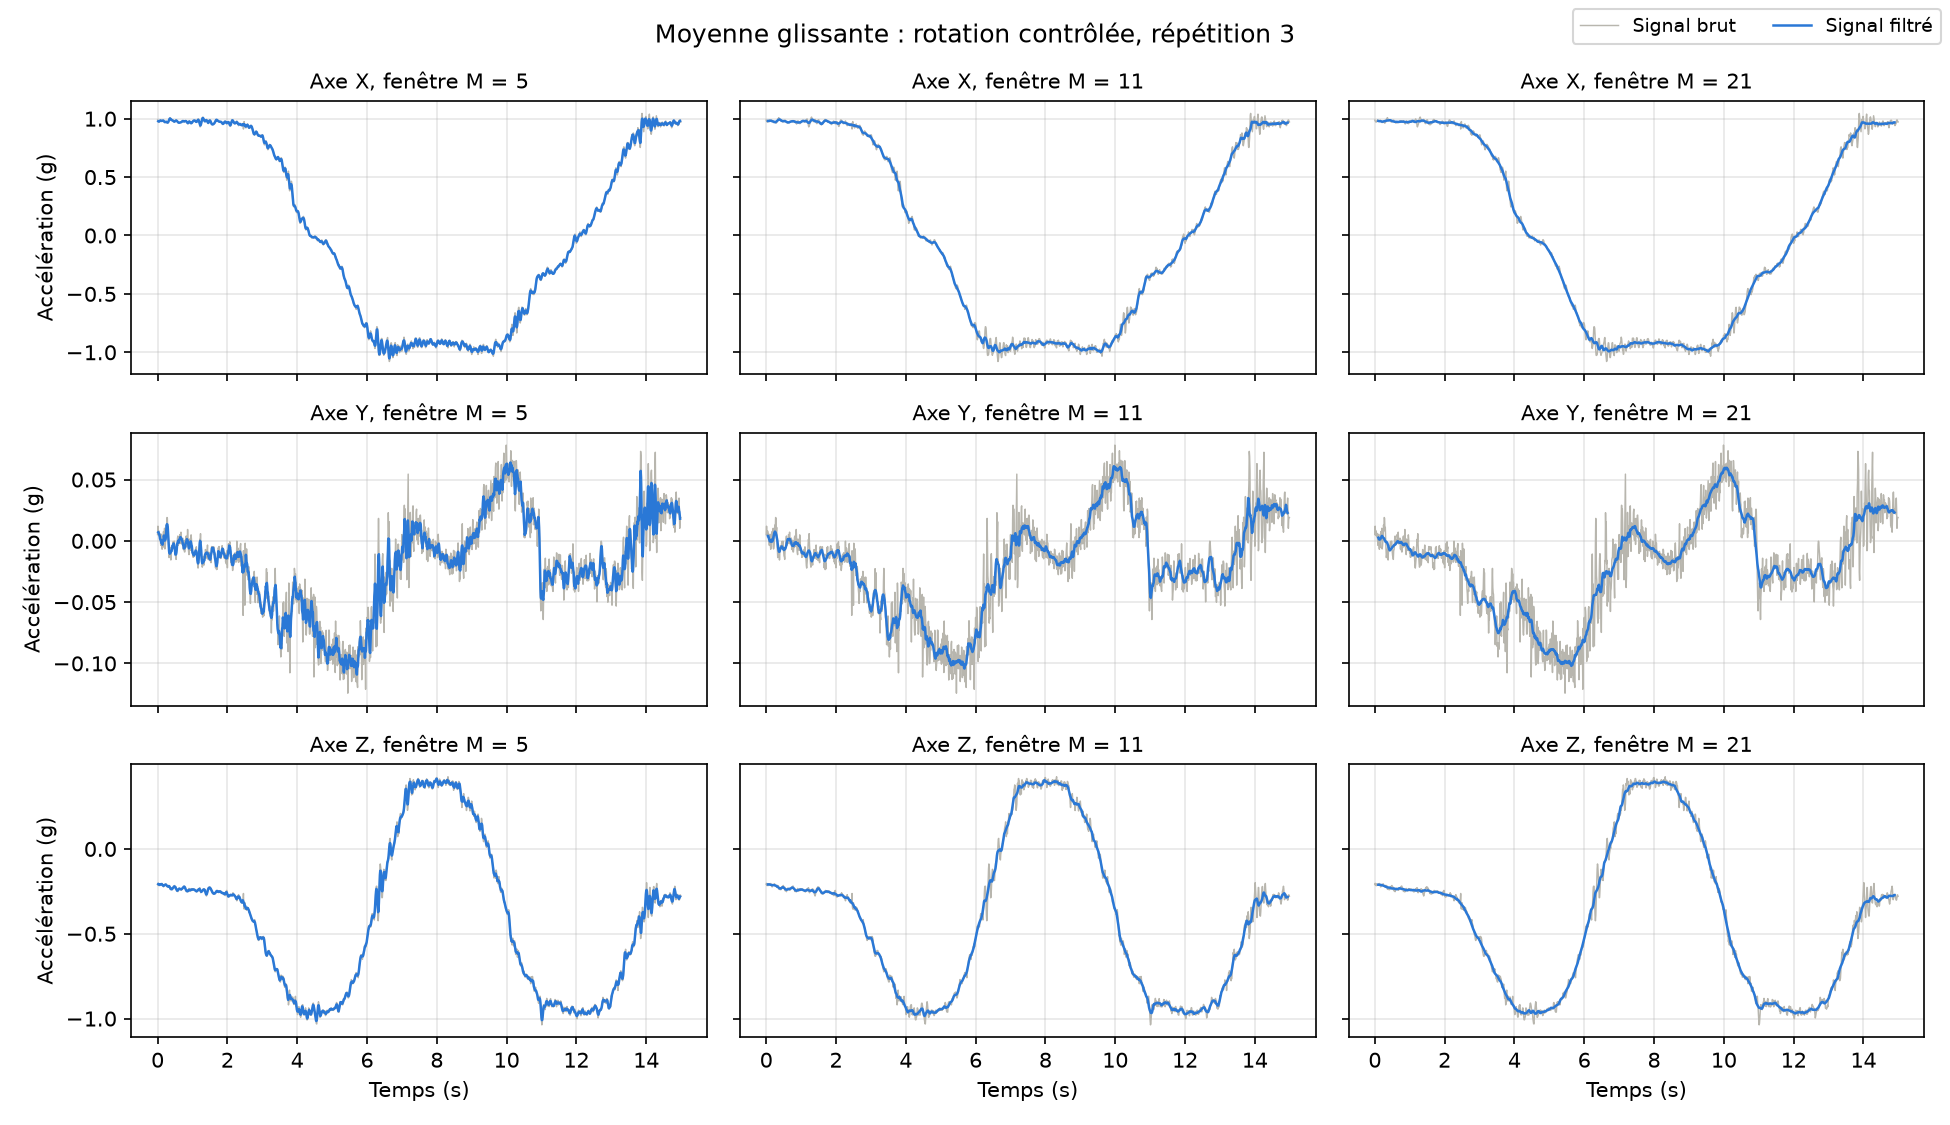 Moyenne glissante : rotation contrôlée, répétition 3
Signal brut Signal filtré
Axe X, fenêtre M = 5
Axe X, fenêtre M = 11
Axe X, fenêtre M = 21
Accélération (g)
1.0
0.5
0.0
−0.5
−1.0
Axe Y, fenêtre M = 5
Axe Y, fenêtre M = 11
Axe Y, fenêtre M = 21
Accélération (g)
0.05
0.00
−0.05
−0.10
Axe Z, fenêtre M = 5
Axe Z, fenêtre M = 11
Axe Z, fenêtre M = 21
Accélération (g)
0.0
−0.5
−1.0
0 2 4 6 8 10 12 14
0 2 4 6 8 10 12 14
0 2 4 6 8 10 12 14
Temps (s)
Temps (s)
Temps (s)